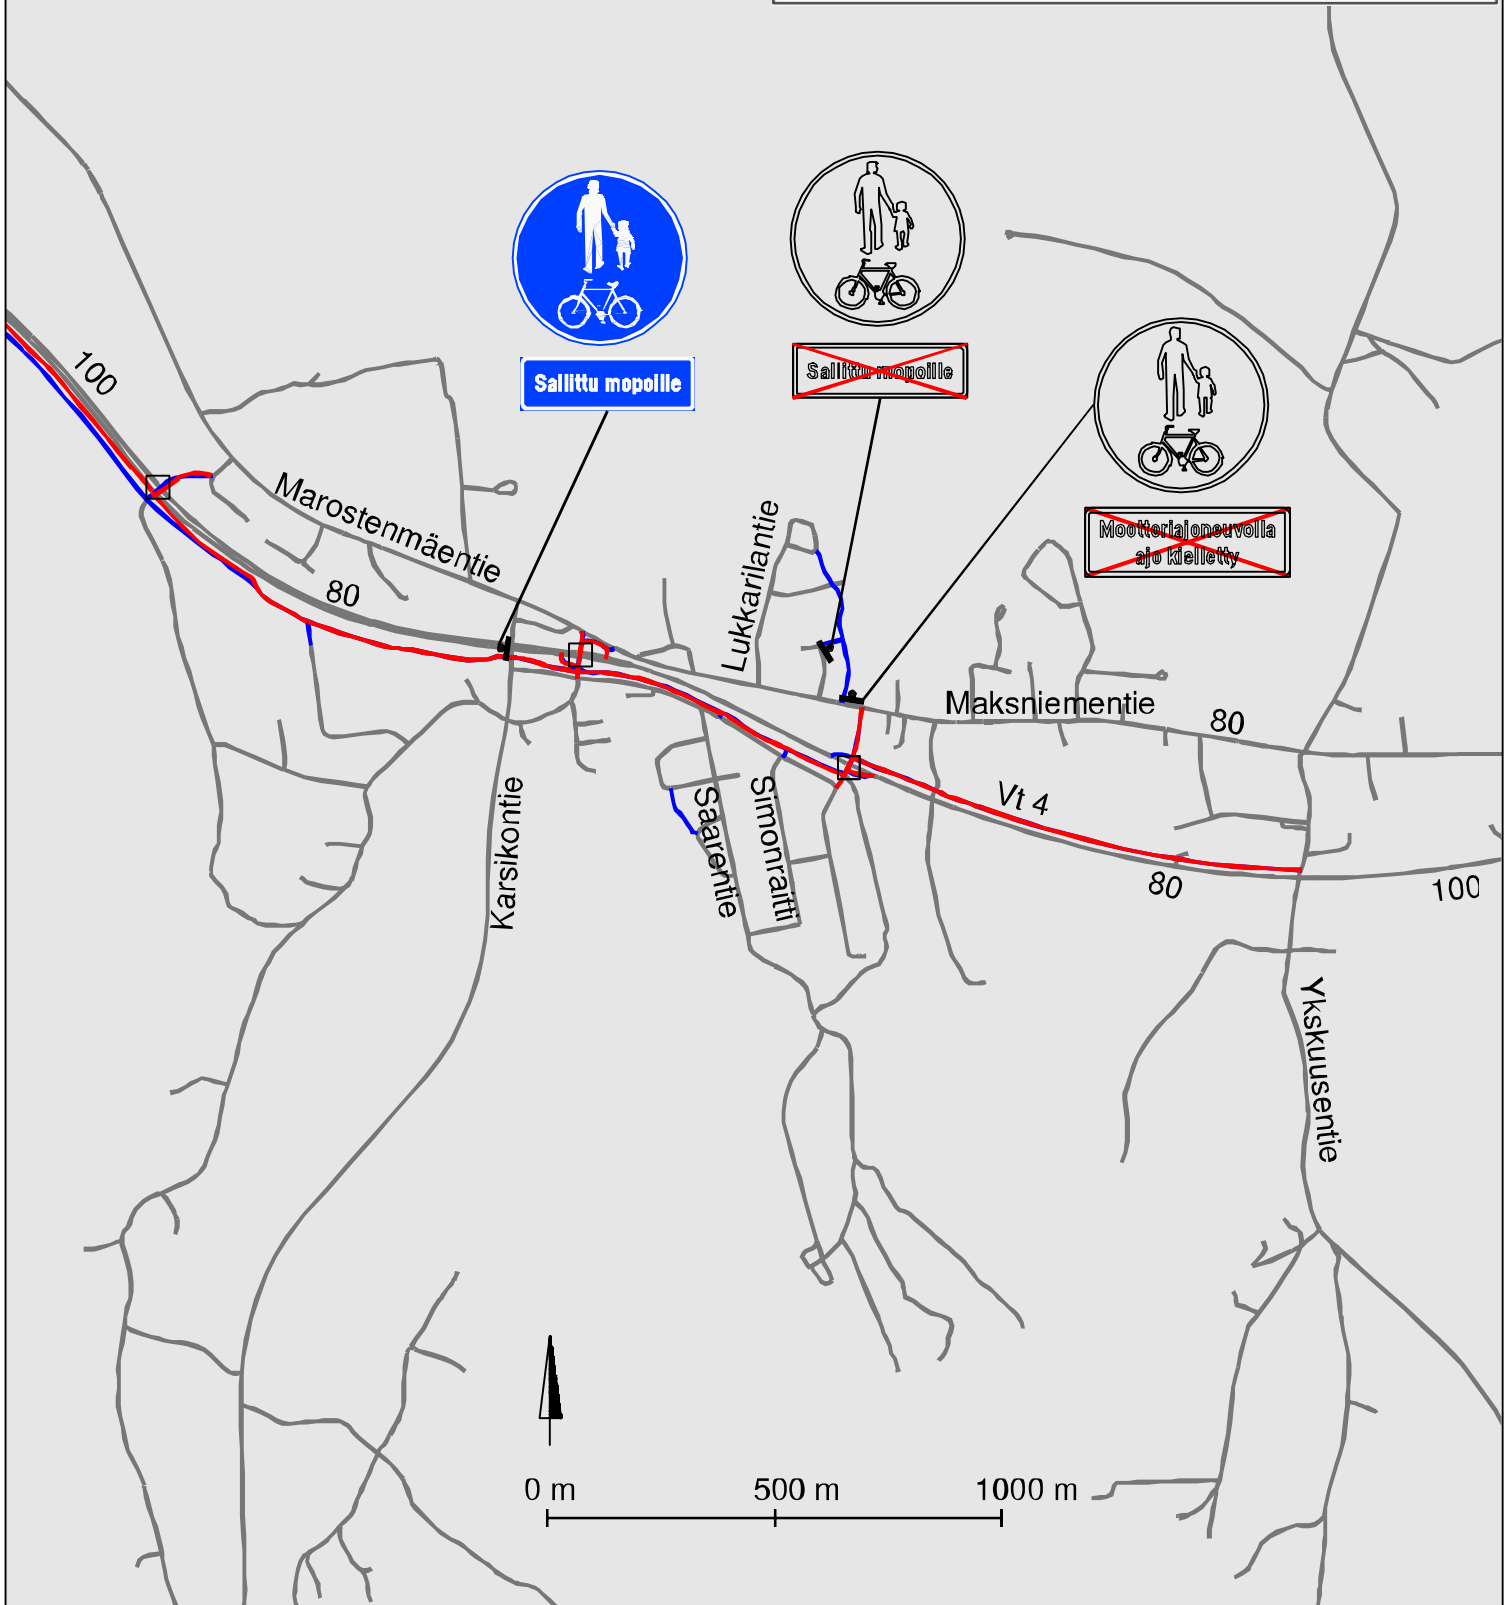 100
Sallittu mopoille
Sallittu mopoille
Moottoriajoneuvolla
ajo kielletty
Marostenmäentie
80
Lukkarilantie
Maksniementie
80
Vt 4
Karsikontie
Saarentie
Simonraitti
80
100
Ykskuusentie
0 m
500 m
1000 m